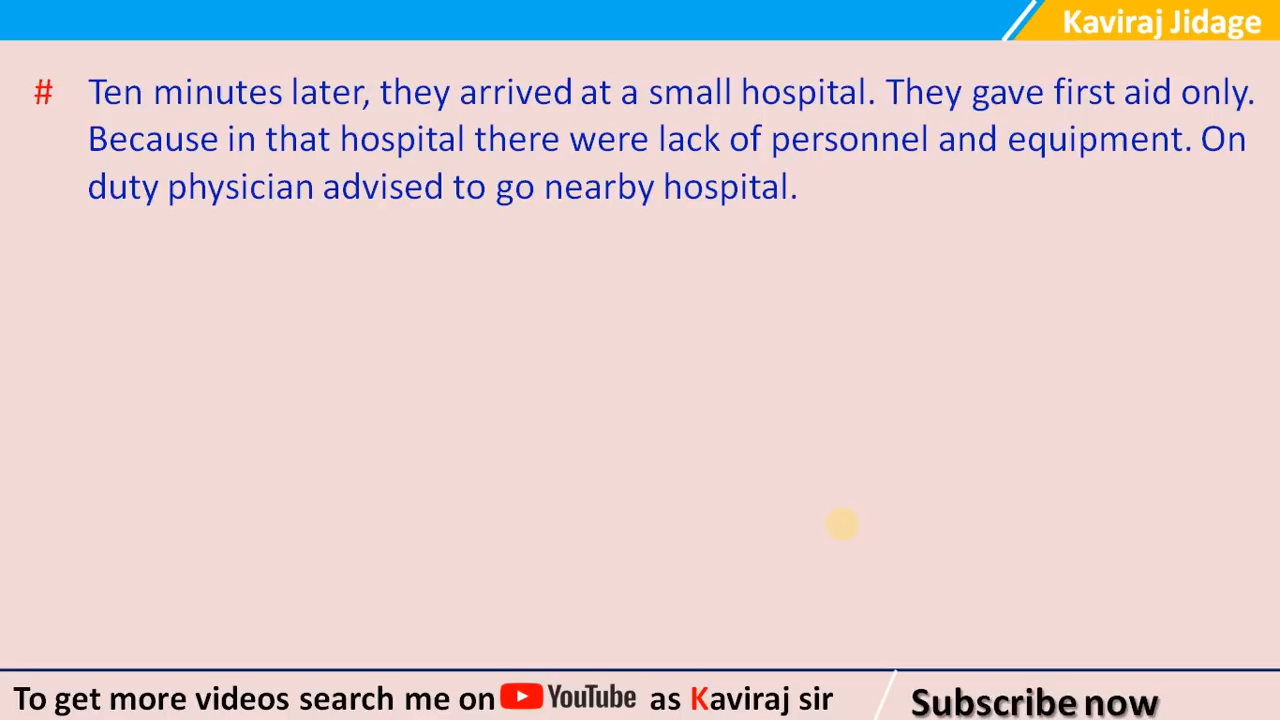 Kaviraj Jidage
# Ten minutes later, they arrived at a small hospital. They gave first aid only.
Because in that hospital there were lack of personnel and equipment. On
duty physician advised to go nearby hospital.
To get more videos search me on YouTube as Kaviraj sir
Subscribe now